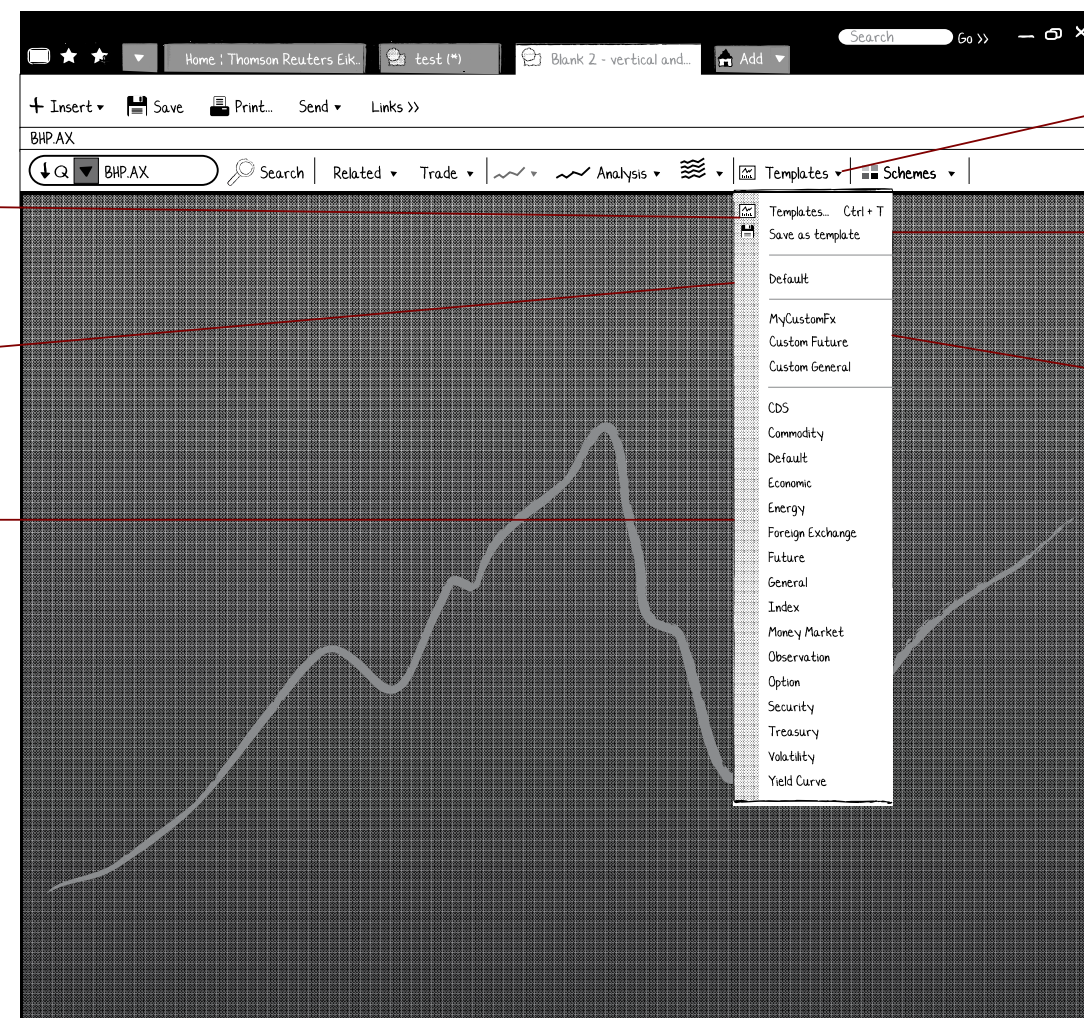 Search Go >>
Home : Thomson Reuters Eik.. test (*) Blank 2 - vertical and... Add
+ Insert Save Print... Send Links >>
BHP.AX
BHP.AX Search Related Trade Analysis Templates Schemes
Templates... Ctrl + T
Save as template
Default
MyCustomFx
Custom Future
Custom General
CDS
Commodity
Default
Economic
Energy
Foreign Exchange
Future
General
Index
Money Market
Observation
Option
Security
Treasury
Volatility
Yield Curve